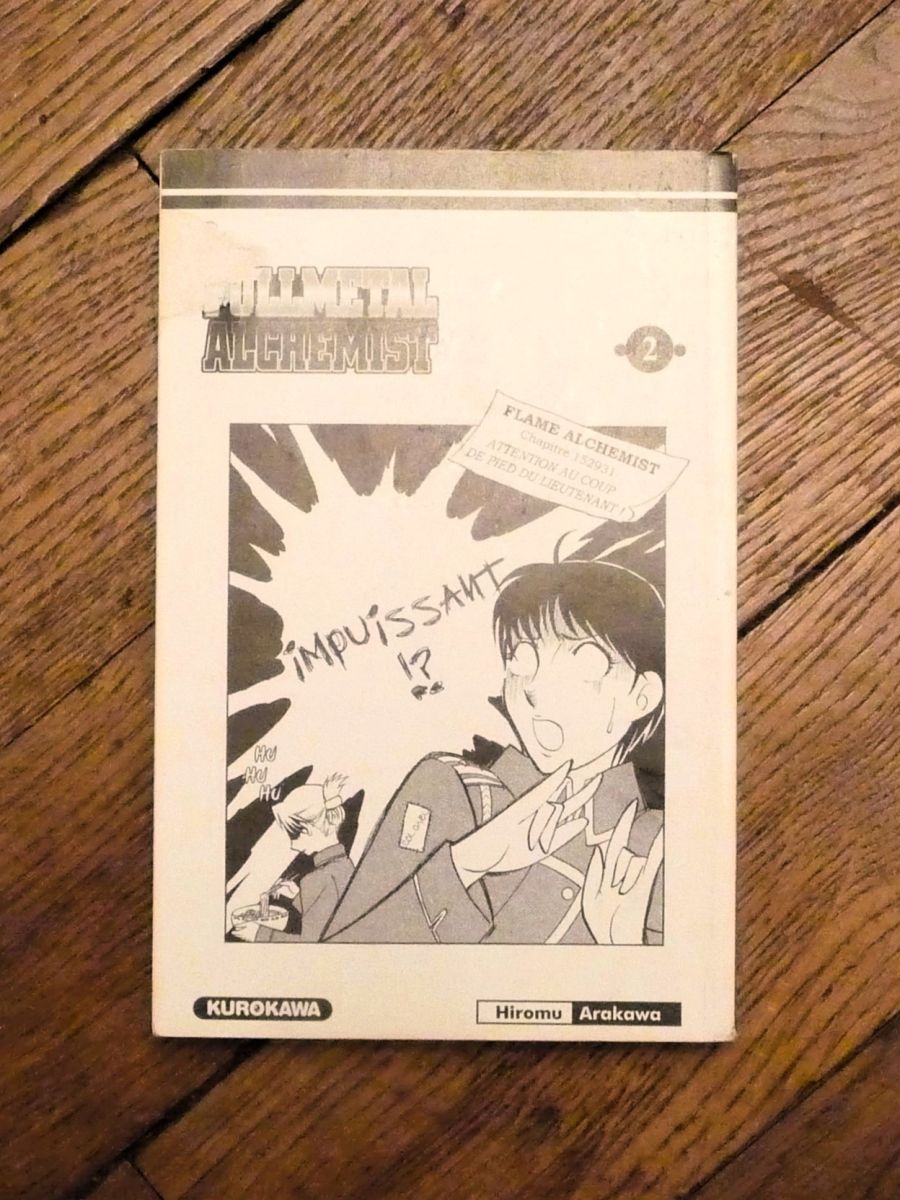 FULLMETAL
ALCHEMIST
2
FLAME ALCHEMIST
Chapitre 152931
ATTENTION AU COUP
DE PIED DU LIEUTENANT !
iMPUiSSANT
!?
HU
HU
HU
KUROKAWA
Hiromu Arakawa